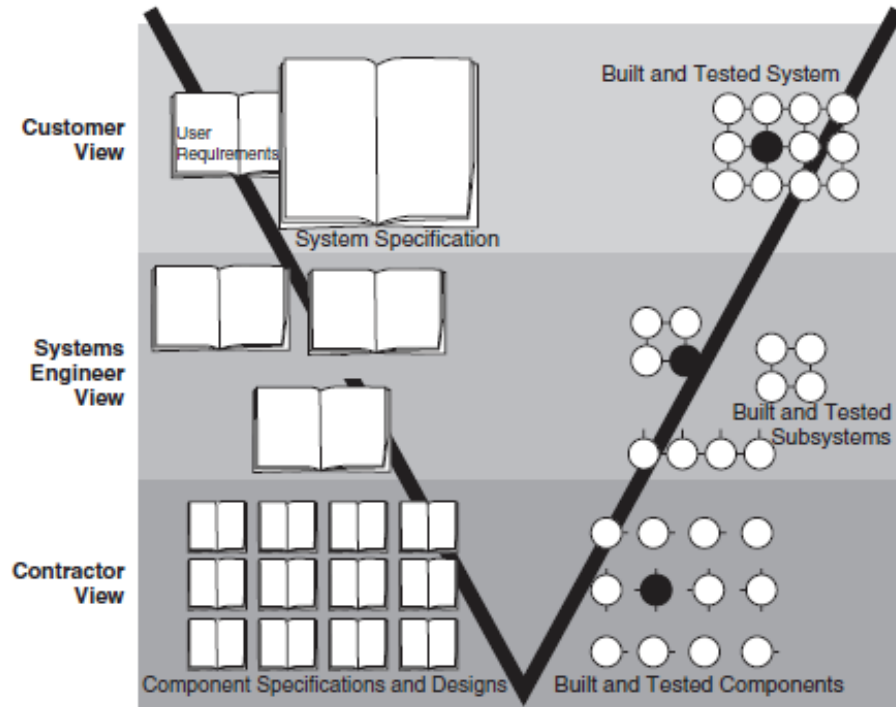 Customer
View
User
Requirements
System Specification
Built and Tested System
Systems
Engineer
View
Built and Tested
Subsystems
Contractor
View
Component Specifications and Designs
Built and Tested Components